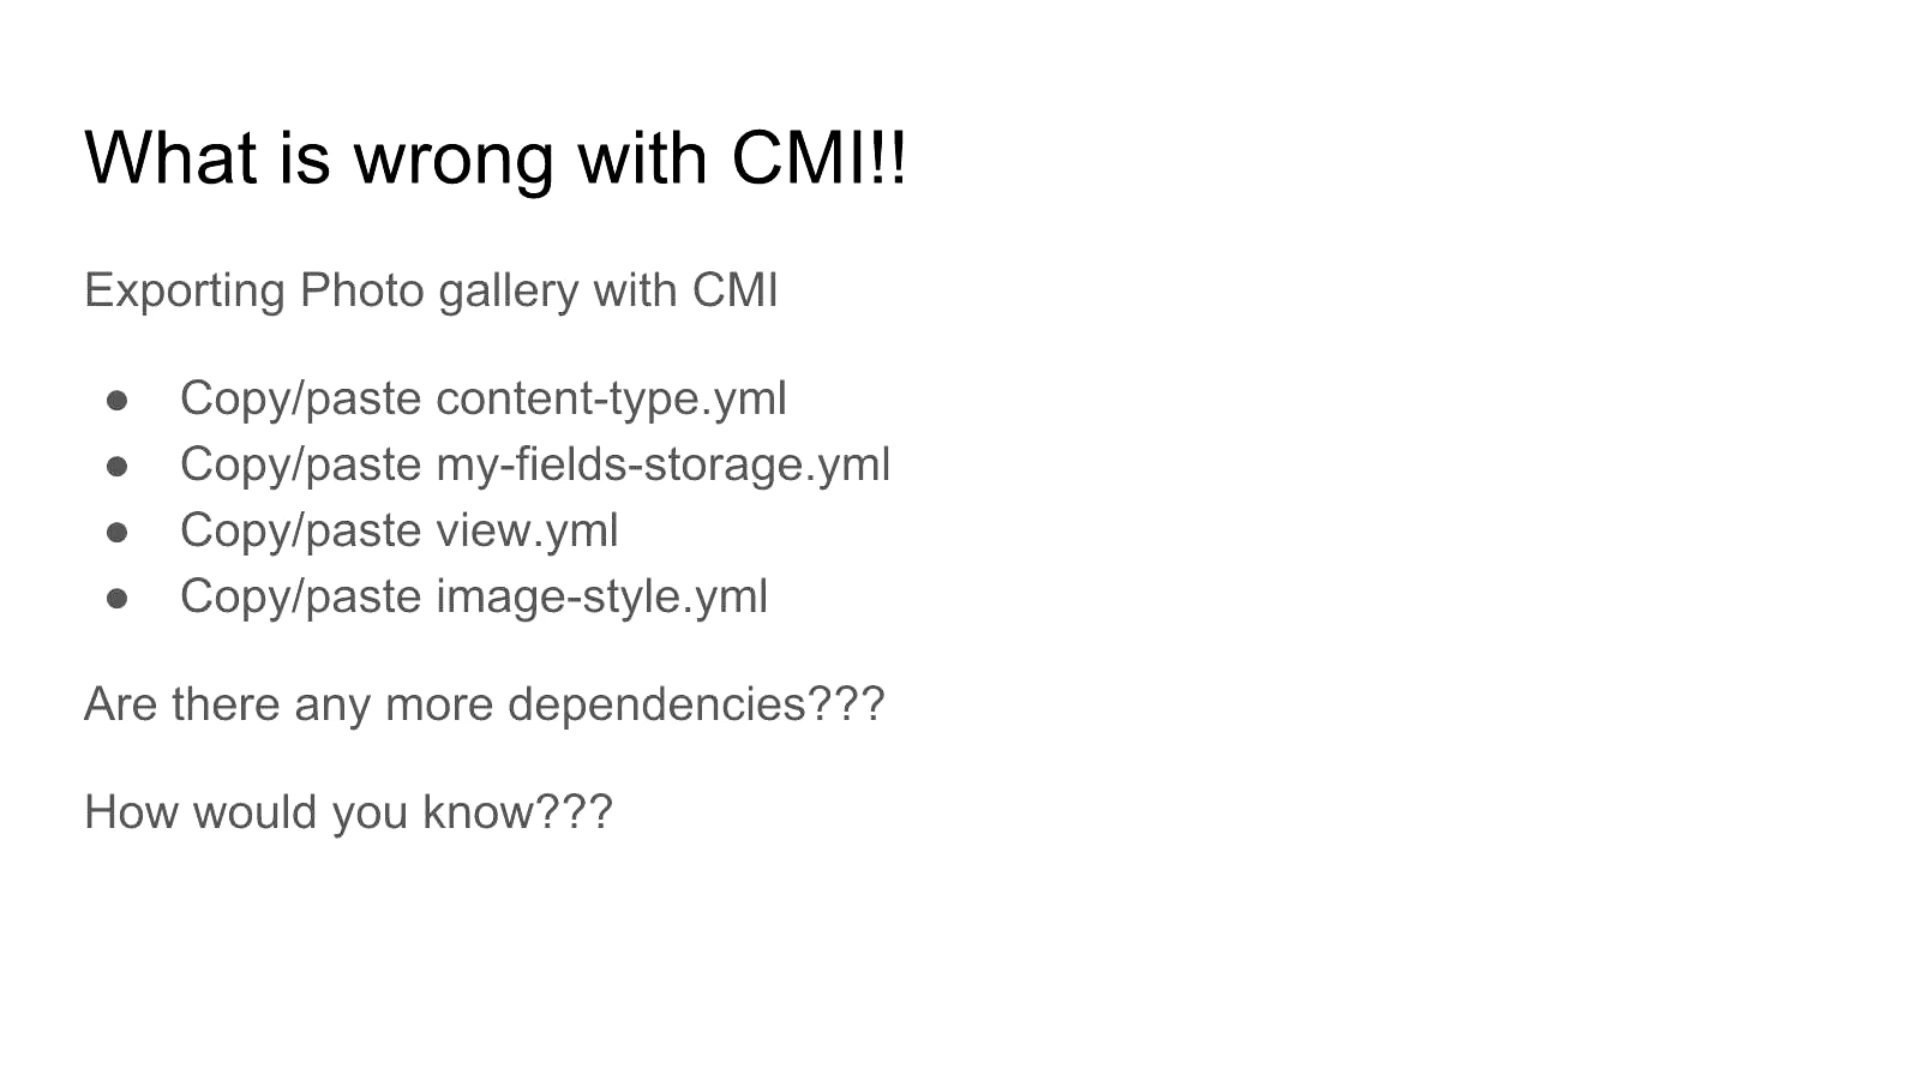 What is wrong with CMI!!
Exporting Photo gallery with CMI
● Copy/paste content-type.yml
● Copy/paste my-fields-storage.yml
● Copy/paste view.yml
● Copy/paste image-style.yml
Are there any more dependencies???
How would you know???